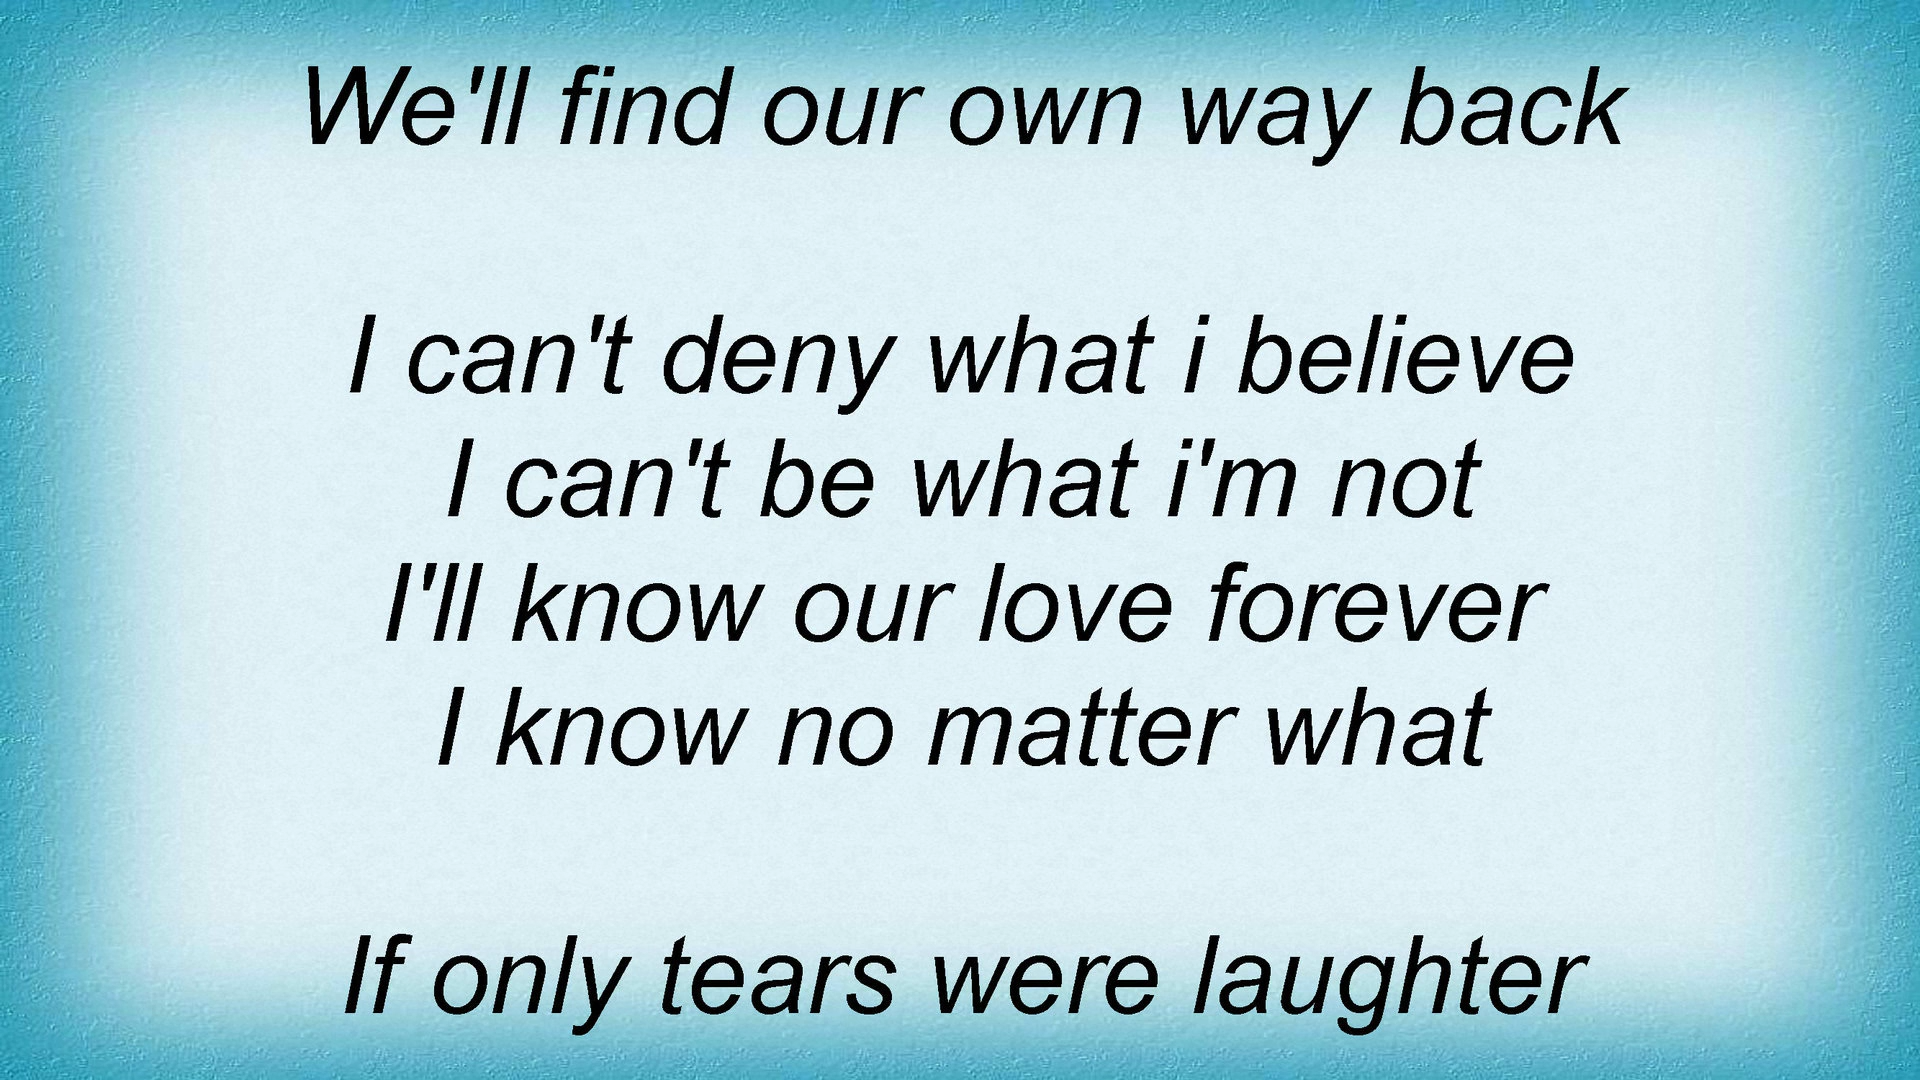 We'll find our own way back
I can't deny what i believe
I can't be what i'm not
I'll know our love forever
I know no matter what
If only tears were laughter